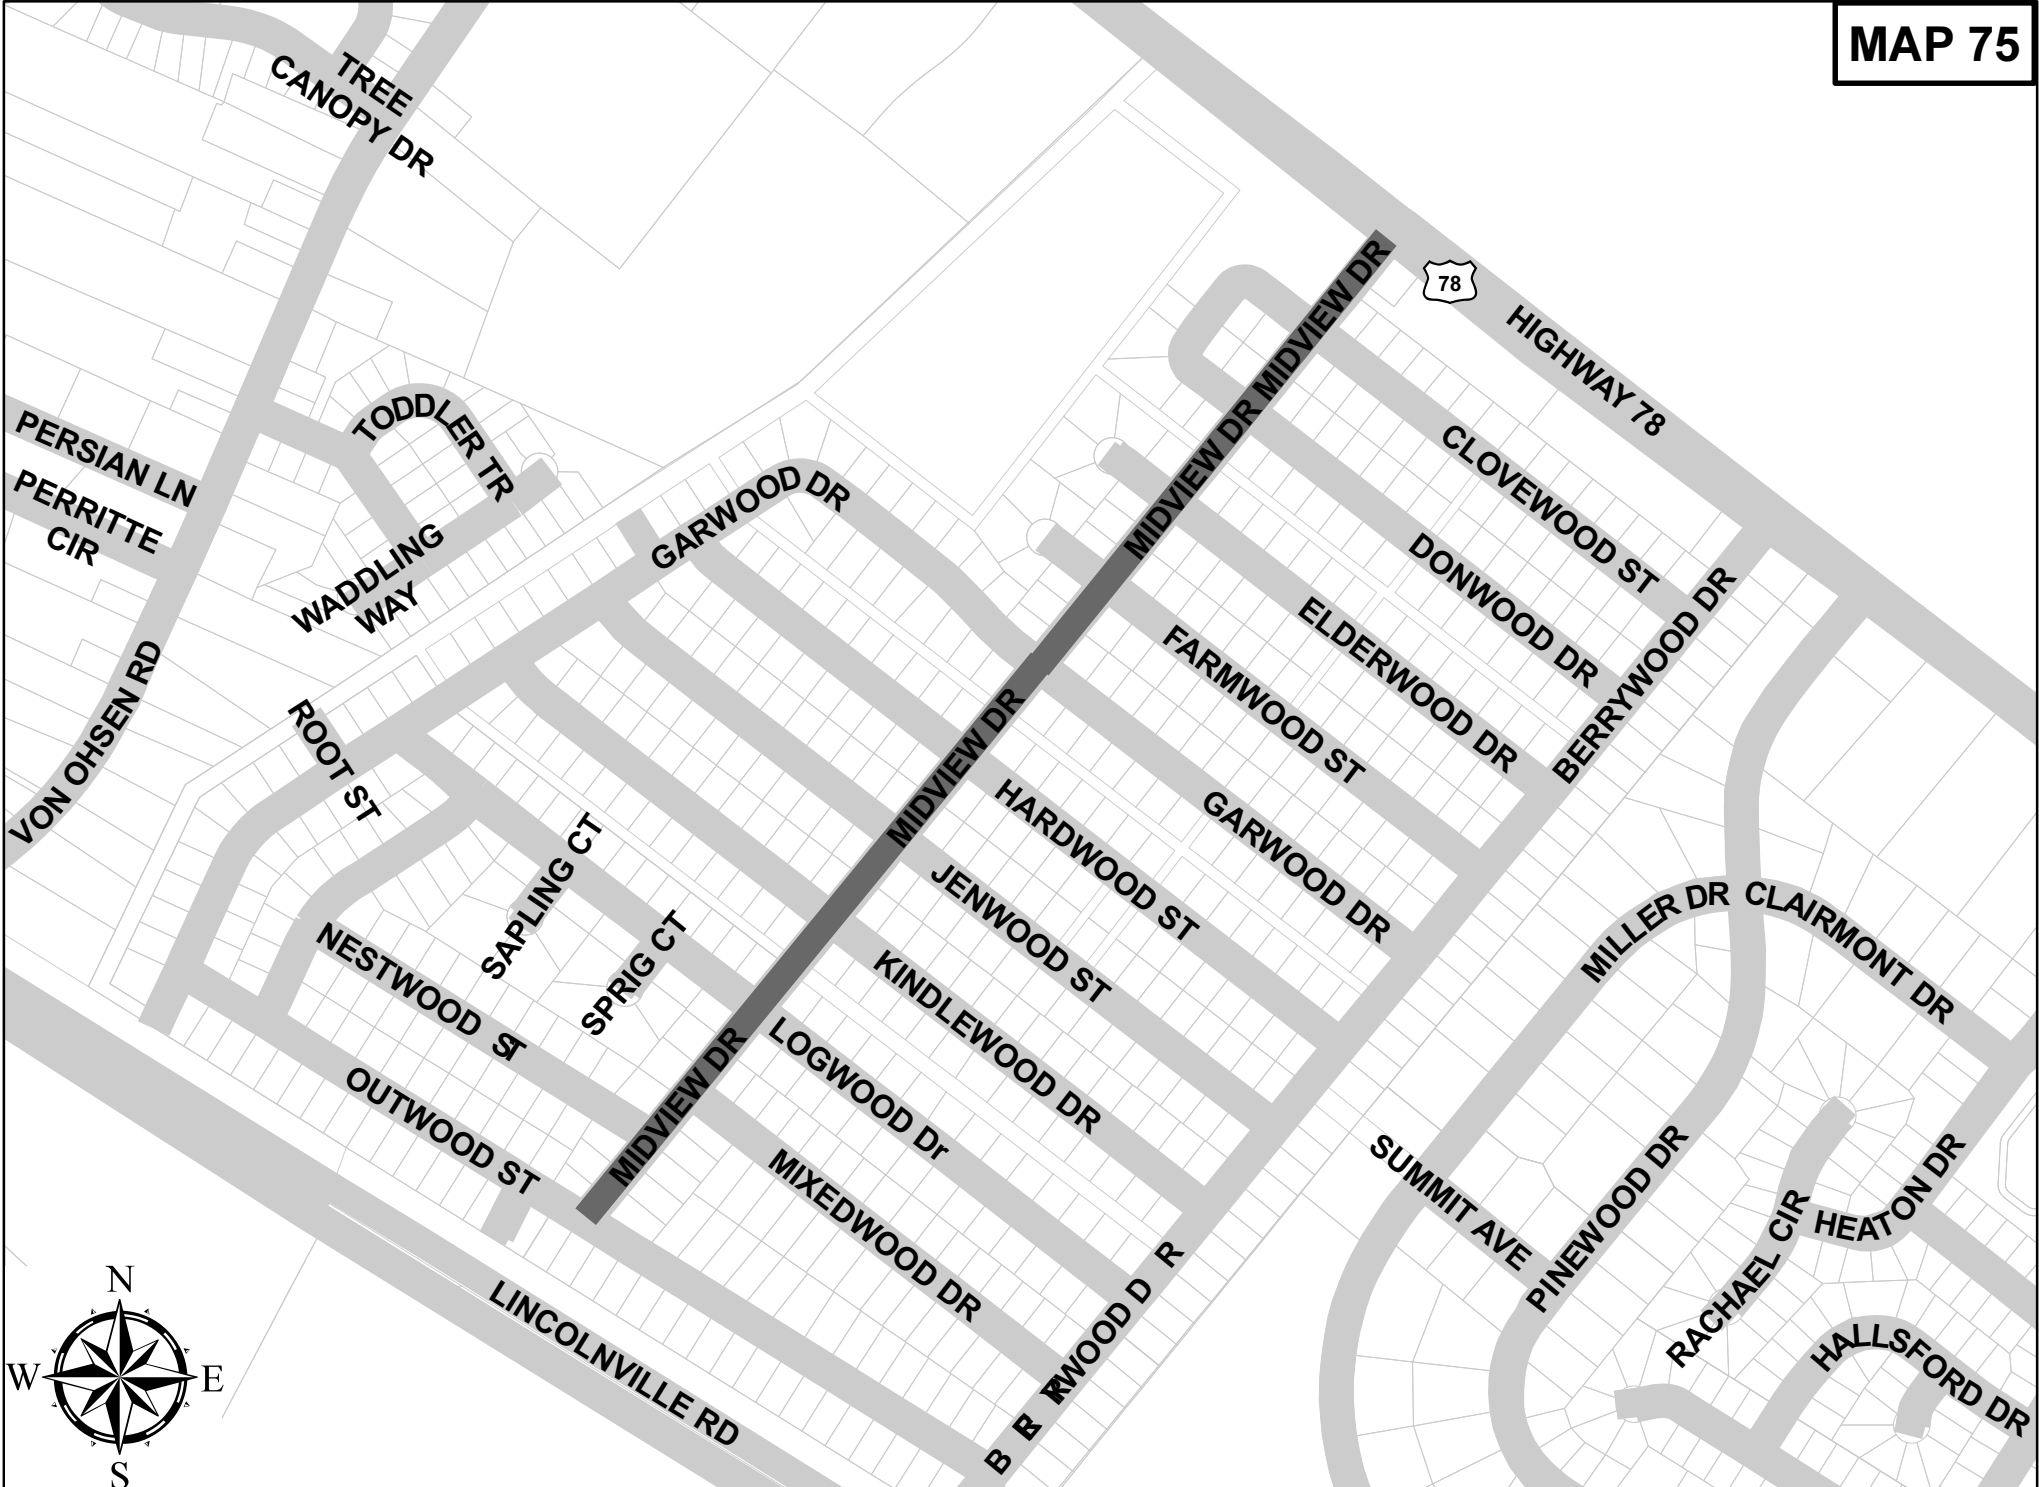 MAP 75
TREE
CANOPY DR
MIDVIEW DR
78
HIGHWAY 78
TODDLER TR
PERSIAN LN
PERRITTE
CIR
GARWOOD DR
MIDVIEW DR
CLOVEWOOD ST
DONWOOD DR
WADDLING
WAY
ELDERWOOD DR
BERRYWOOD DR
FARMWOOD ST
VON OHSEN RD
ROOT ST
MIDVIEW DR
HARDWOOD ST
GARWOOD DR
SAPLING CT
JENWOOD ST
MILLER DR
CLAIRMONT DR
SPRIG CT
NESTWOOD ST
KINDLEWOOD DR
LOGWOOD Dr
OUTWOOD ST
MIDVIEW DR
MIXEDWOOD DR
SUMMIT AVE
PINEWOOD DR
RACHAEL CIR
HEATON DR
HALLSFORD DR
WOOD D R
LINCOLNVILLE RD
N
W E
S